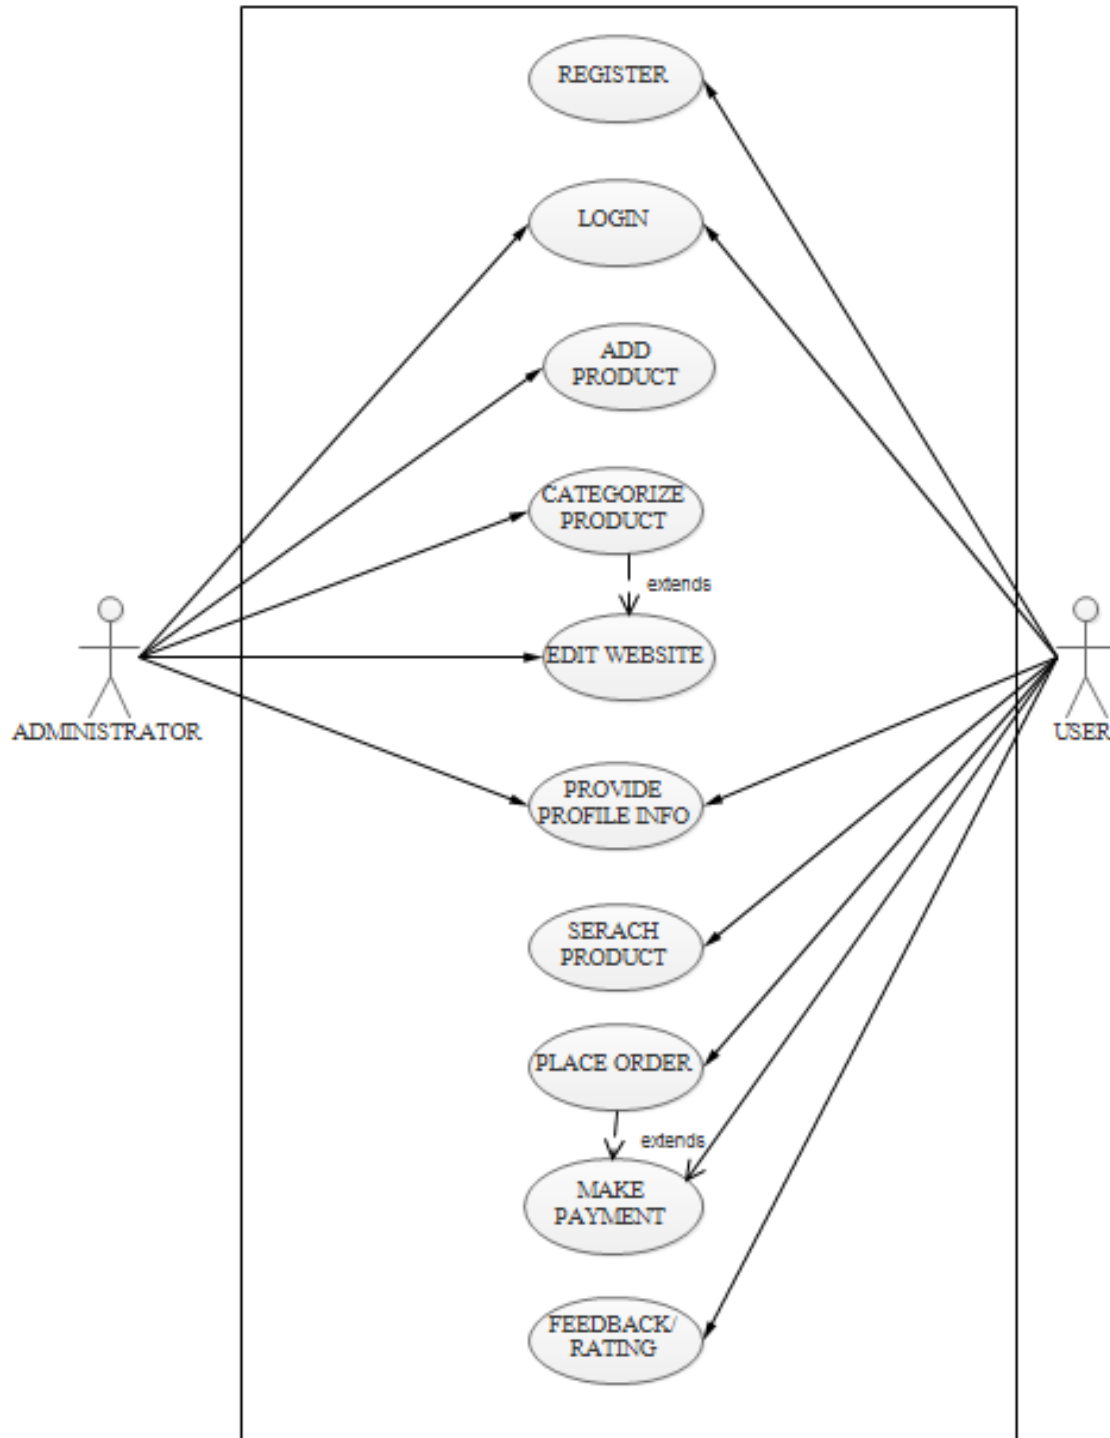 REGISTER
LOGIN
ADD
PRODUCT
CATEGORIZE
PRODUCT
extends
EDIT WEBSITE
ADMINISTRATOR
USER
PROVIDE
PROFILE INFO
SERACH
PRODUCT
PLACE ORDER
extends
MAKE
PAYMENT
FEEDBACK/
RATING